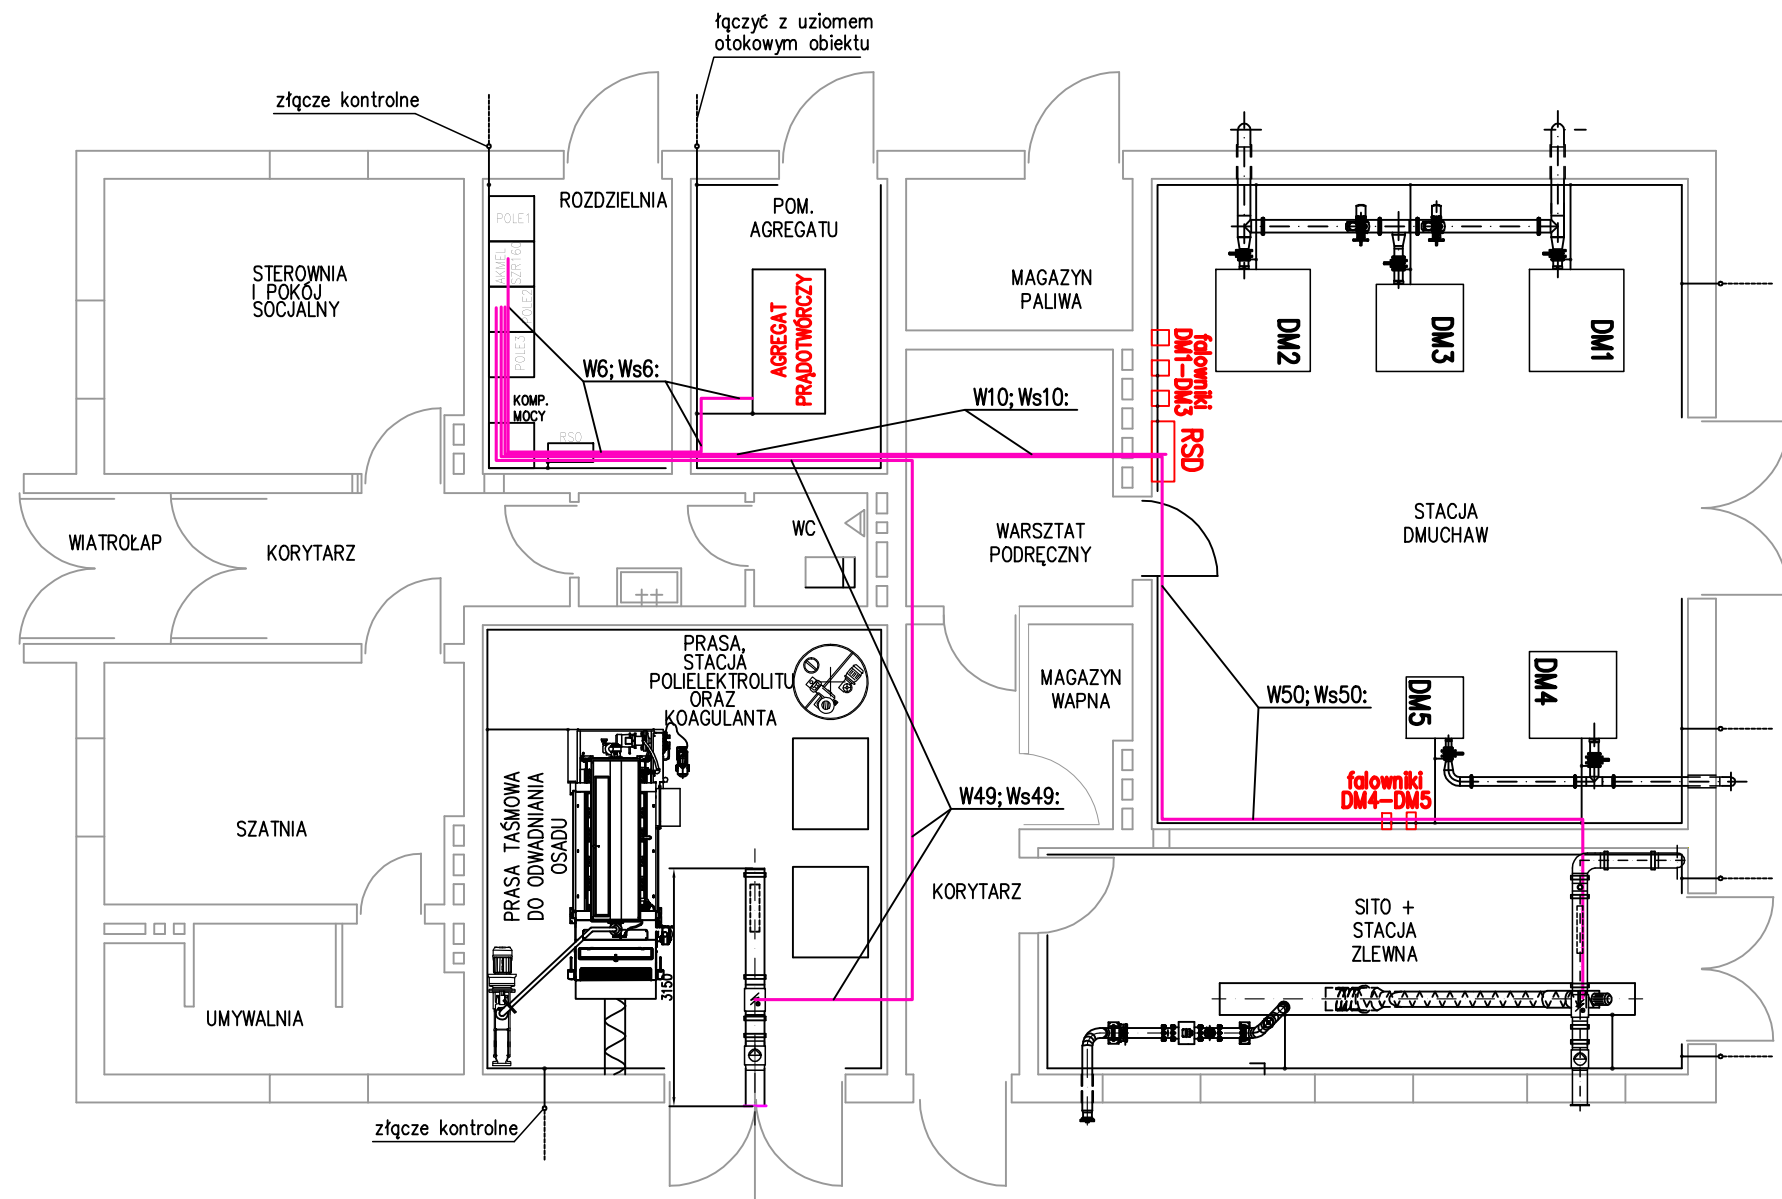 łączyć z uziomem
otokowym obiektu
złącze kontrolne
ROZDZIELNIA
POM.
AGREGATU
STEROWNIA
I POKÓJ
SOCJALNY
POLE1
AKMEL
SZR160
POLE2
POLE3
KOMP.
MOCY
RSO
W6; Ws6:
AGREGAT
PRĄDOTWÓRCZY
MAGAZYN
PALIWA
W10; Ws10:
falowniki
DM1-DM3
RSD
DM2
DM3
DM1
STACJA
DMUCHAW
WIATROŁAP
KORYTARZ
WC
WARSZTAT
PODRĘCZNY
PRASA,
STACJA
POLIELEKTROLITU
ORAZ
KOAGULANTA
MAGAZYN
WAPNA
W50; Ws50:
DM5
DM4
falowniki
DM4-DM5
W49; Ws49:
SZATNIA
PRASA TAŚMOWA
DO ODWADNIANIA
OSADU
3150
KORYTARZ
SITO +
STACJA
ZLEWNA
UMYWALNIA
złącze kontrolne